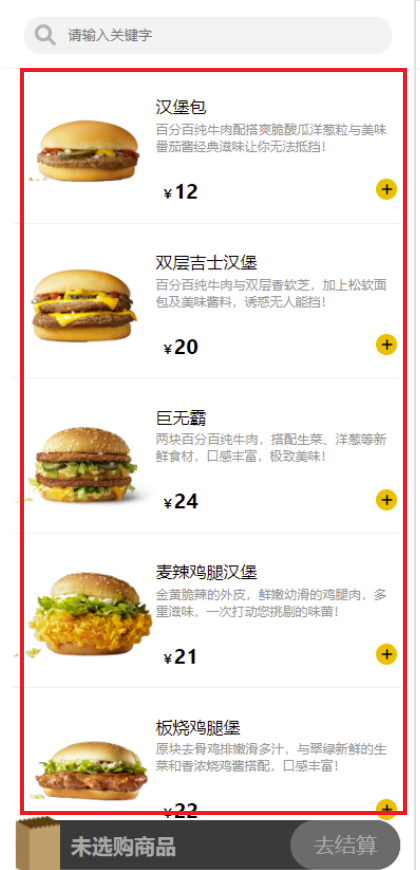 请输入关键字
汉堡包
百分百纯牛肉配搭爽脆酸瓜洋葱粒与美味
番茄酱经典滋味让你无法抵挡！
¥12
双层吉士汉堡
百分百纯牛肉与双层香软芝，加上松软面
包及美味酱料，诱惑无人能挡！
¥20
巨无霸
两块百分百纯牛肉，搭配生菜、洋葱等新
鲜食材，口感丰富，极致美味！
¥24
麦辣鸡腿汉堡
金黄脆辣的外皮，鲜嫩幼滑的鸡腿肉，多
重滋味，一次打动您挑剔的味蕾！
¥21
板烧鸡腿堡
原块去骨鸡排嫩滑多汁，与翠绿新鲜的生
菜和香浓烧鸡酱搭配，口感丰富！
¥22
未选购商品
去结算